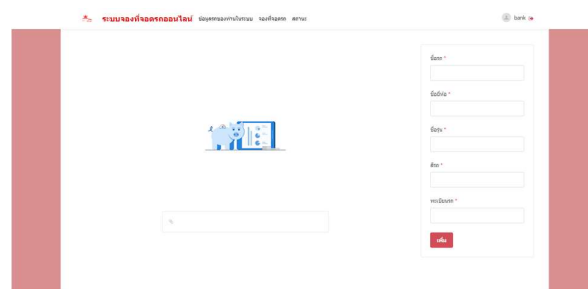 ระบบจองที่จอดรถออนไลน์ ข้อมูลรถของท่านในระบบ จองที่จอดรถ สถานะ bank
ชื่อรถ *
ชื่อยี่ห้อ *
ชื่อรุ่น *
สีรถ *
ทะเบียนรถ *
เพิ่ม